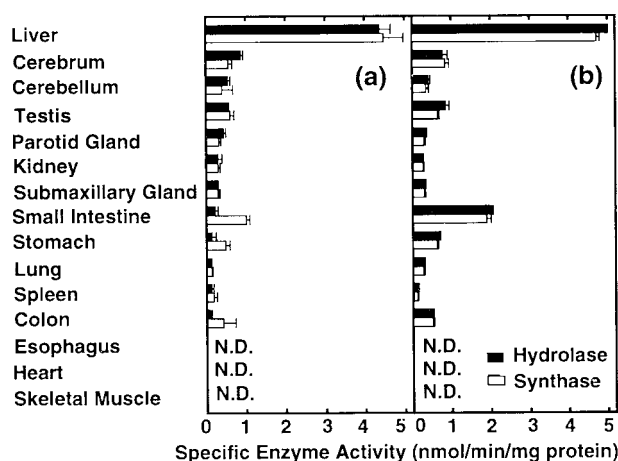 Liver
Cerebrum
(a) (b)
Cerebellum
Testis
Parotid Gland
Kidney
Submaxillary Gland
Small Intestine
Stomach
Lung
Spleen
Colon
Esophagus N.D. N.D. Hydrolase
Heart N.D. N.D.
Synthase
Skeletal Muscle N.D. N.D.
0 1 2 3 4 5 0 1 2 3 4 5
Specific Enzyme Activity (nmol/min/mg protein)